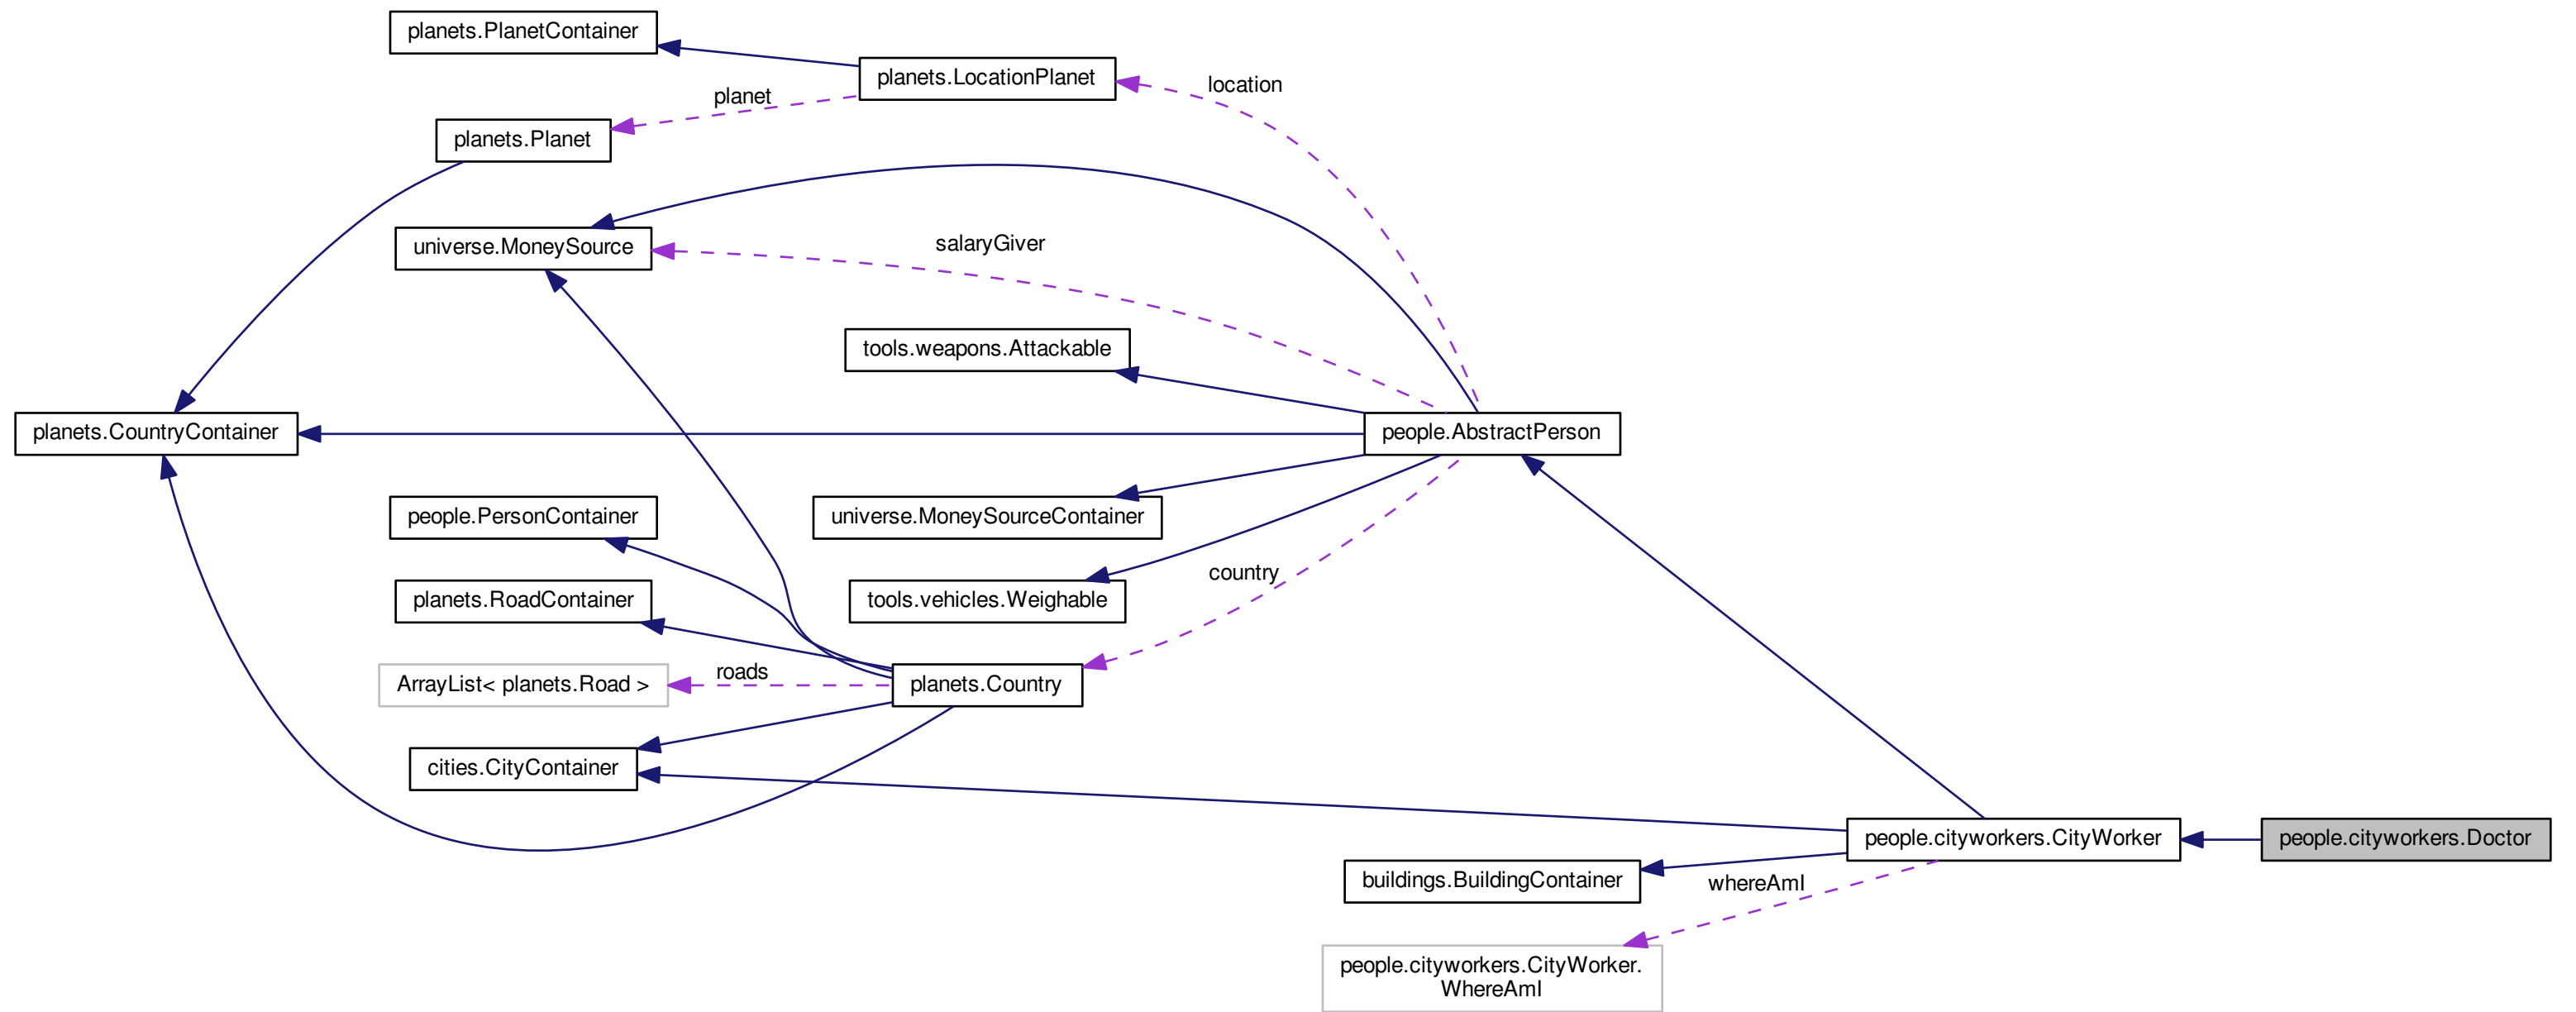 planets.PlanetContainer
planets.LocationPlanet
location
planet
planets.Planet
salaryGiver
universe.MoneySource
tools.weapons.Attackable
planets.CountryContainer
people.AbstractPerson
people.PersonContainer
universe.MoneySourceContainer
country
planets.RoadContainer
tools.vehicles.Weighable
roads
ArrayList< planets.Road >
planets.Country
cities.CityContainer
people.cityworkers.CityWorker
people.cityworkers.Doctor
buildings.BuildingContainer
whereAmI
people.cityworkers.CityWorker.
WhereAmI